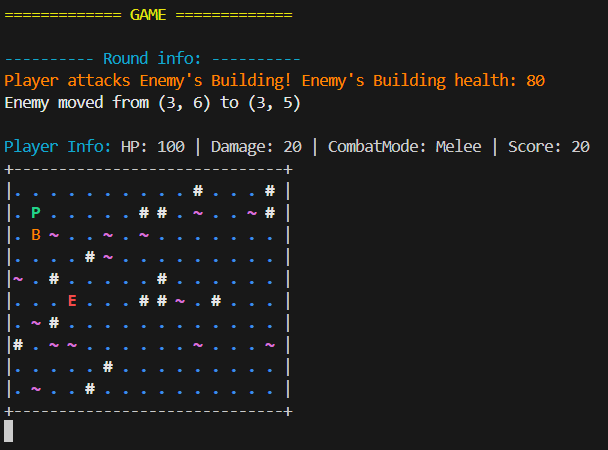 ============= GAME =============
---------- Round info: ----------
Player attacks Enemy's Building! Enemy's Building health: 80
Enemy moved from (3, 6) to (3, 5)
Player Info: HP: 100 | Damage: 20 | CombatMode: Melee | Score: 20
+------------------------------+
|. . . . . . . . . . # . . . # |
|. P . . . . . # # . ~ . . ~ # |
|. B ~ . . ~ . ~ . . . . . . . |
|. . . . # ~ . . . . . . . . . |
|~ . # . . . . . # . . . . . . |
|. . . E . . . # # ~ . # . . . |
|. ~ # . . . . . . . . . . . . |
|# . ~ ~ . . . . . . ~ . . . ~ |
|. . . . . # . . . . . . . . . |
|. ~ . . # . . . . . . . . . . |
+------------------------------+